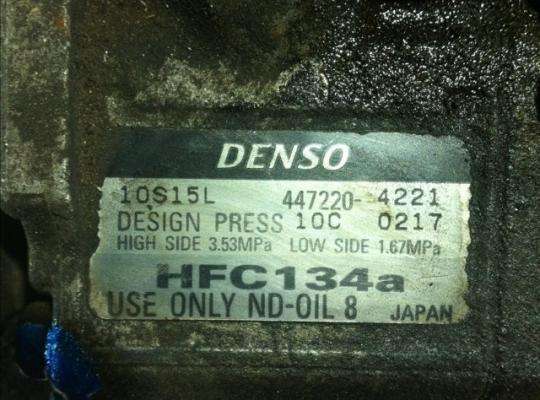 DENSO
10S15L 447220-4221
DESIGN PRESS 10C 0217
HIGH SIDE 3.53MPa LOW SIDE 1.67MPa
HFC134a
USE ONLY ND-OIL 8 JAPAN